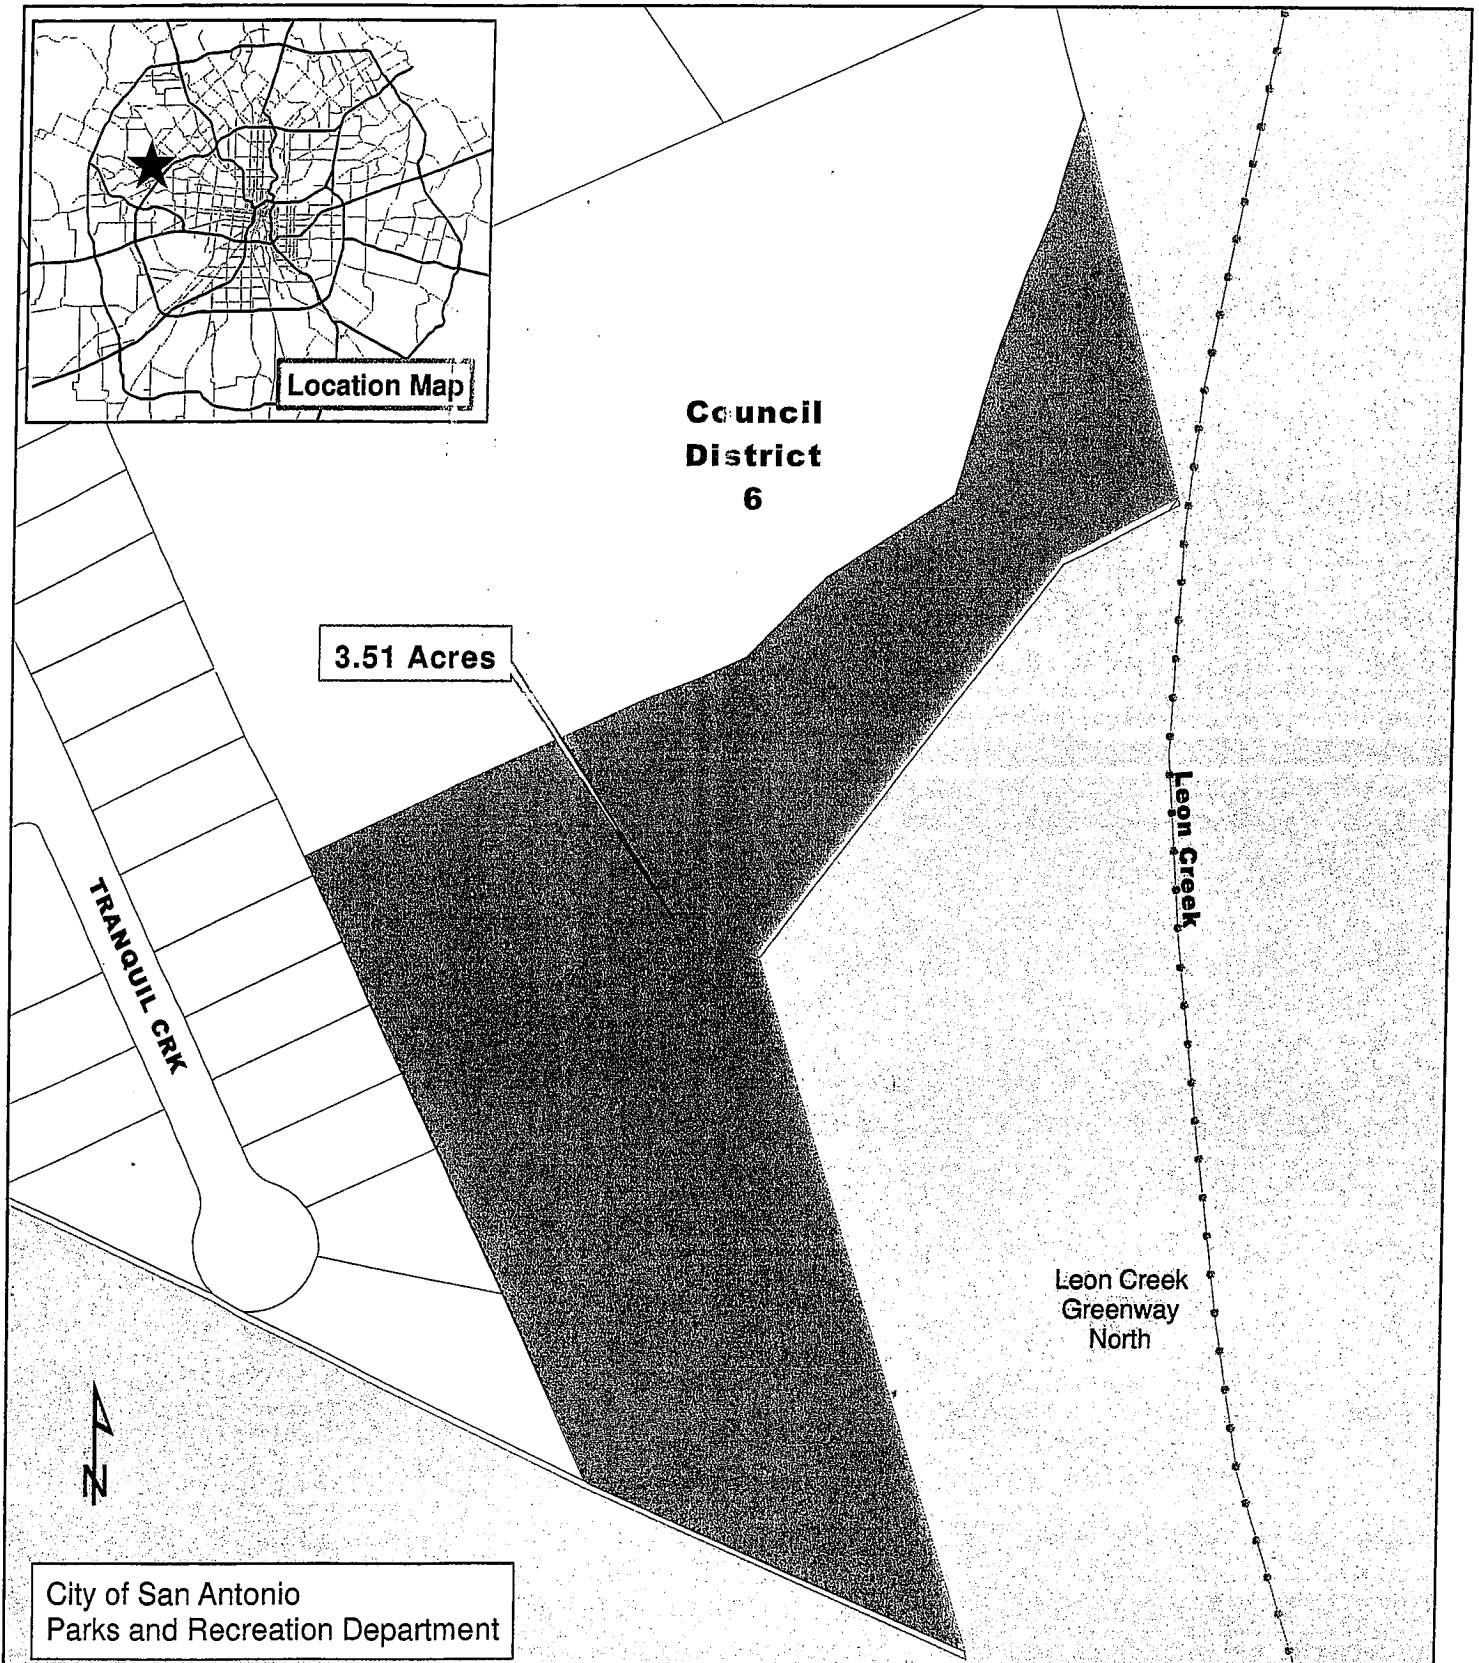 Location Map
Council
District
6
3.51 Acres
TRANQUIL CRK
Leon Creek
Leon Creek
Greenway
North
N
City of San Antonio
Parks and Recreation Department